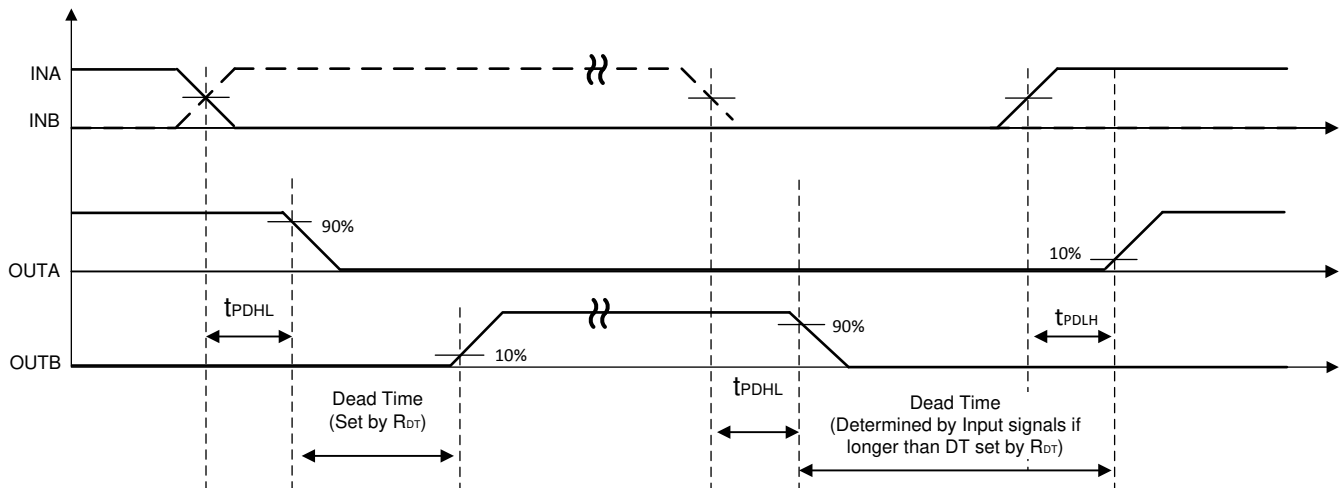 INA
INB
90%
10%
OUTA
tPDHL
tPDLH
90%
10%
OUTB
Dead Time
(Set by RDT)
tPDHL
Dead Time
(Determined by Input signals if
longer than DT set by RDT)